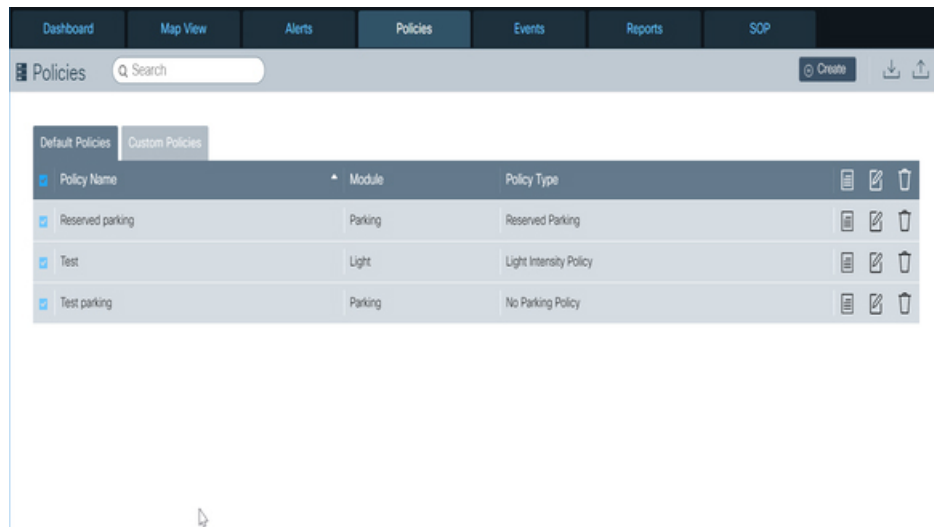 Dashboard Map View Alerts Policies Events Reports SOP
Policies Search Create
Default Policies Custom Policies
Policy Name Module Policy Type
Reserved parking Parking Reserved Parking
Test Light Light Intensity Policy
Test parking Parking No Parking Policy